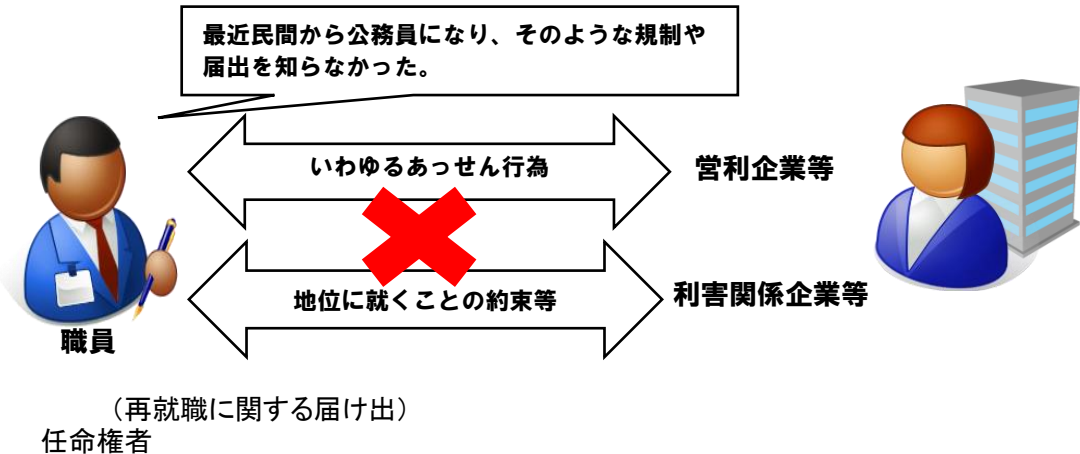 最近民間から公務員になり、そのような規制や
届出を知らなかった。
いわゆるあっせん行為
営利企業等
地位に就くことの約束等
利害関係企業等
職員
（再就職に関する届け出）
任命権者